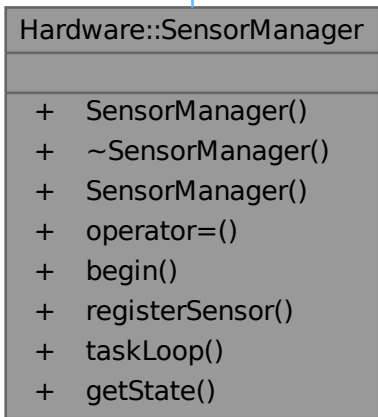 Hardware::SensorManager
+ SensorManager()
+ ~SensorManager()
+ SensorManager()
+ operator=()
+ begin()
+ registerSensor()
+ taskLoop()
+ getState()